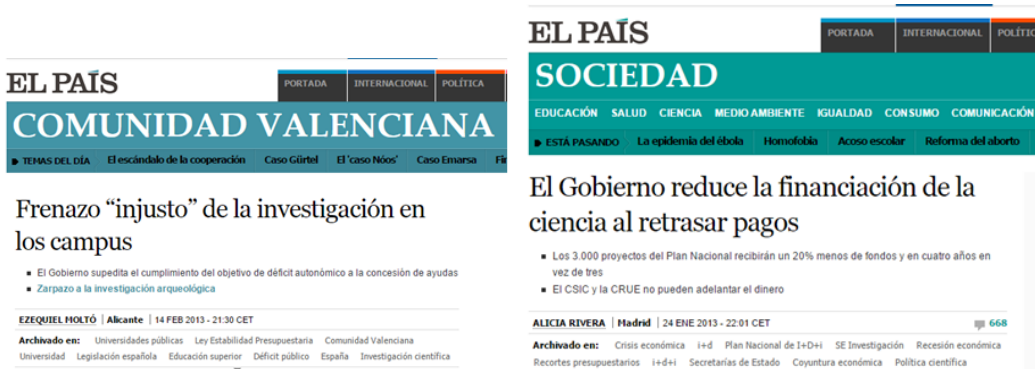 EL PAÍS
PORTADA INTERNACIONAL POLÍTICA
COMUNIDAD VALENCIANA
TEMAS DEL DÍA El escándalo de la cooperación Caso Gürtel El 'caso Nóos' Caso Emarsa
Frenazo “injusto” de la investigación en
los campus
El Gobierno supedita el cumplimiento del objetivo de déficit autonómico a la concesión de ayudas
Zarpazo a la investigación arqueológica
EZEQUIEL MOLTÓ | Alicante | 14 FEB 2013 - 21:30 CET
Archivado en: Universidades públicas Ley Estabilidad Presupuestaria Comunidad Valenciana
Universidad Legislación española Educación superior Déficit público España Investigación científica
EL PAÍS
PORTADA INTERNACIONAL POLÍTIC
SOCIEDAD
EDUCACIÓN SALUD CIENCIA MEDIO AMBIENTE IGUALDAD CONSUMO COMUNICACIÓN
ESTÁ PASANDO La epidemia del ébola Homofobia Acoso escolar Reforma del aborto
El Gobierno reduce la financiación de la
ciencia al retrasar pagos
Los 3.000 proyectos del Plan Nacional recibirán un 20% menos de fondos y en cuatro años en
vez de tres
El CSIC y la CRUE no pueden adelantar el dinero
ALICIA RIVERA | Madrid | 24 ENE 2013 - 22:01 CET 668
Archivado en: Crisis económica i+d Plan Nacional de I+D+i SE Investigación Recesión económica
Recortes presupuestarios i+d+i Secretarías de Estado Coyuntura económica Política científica